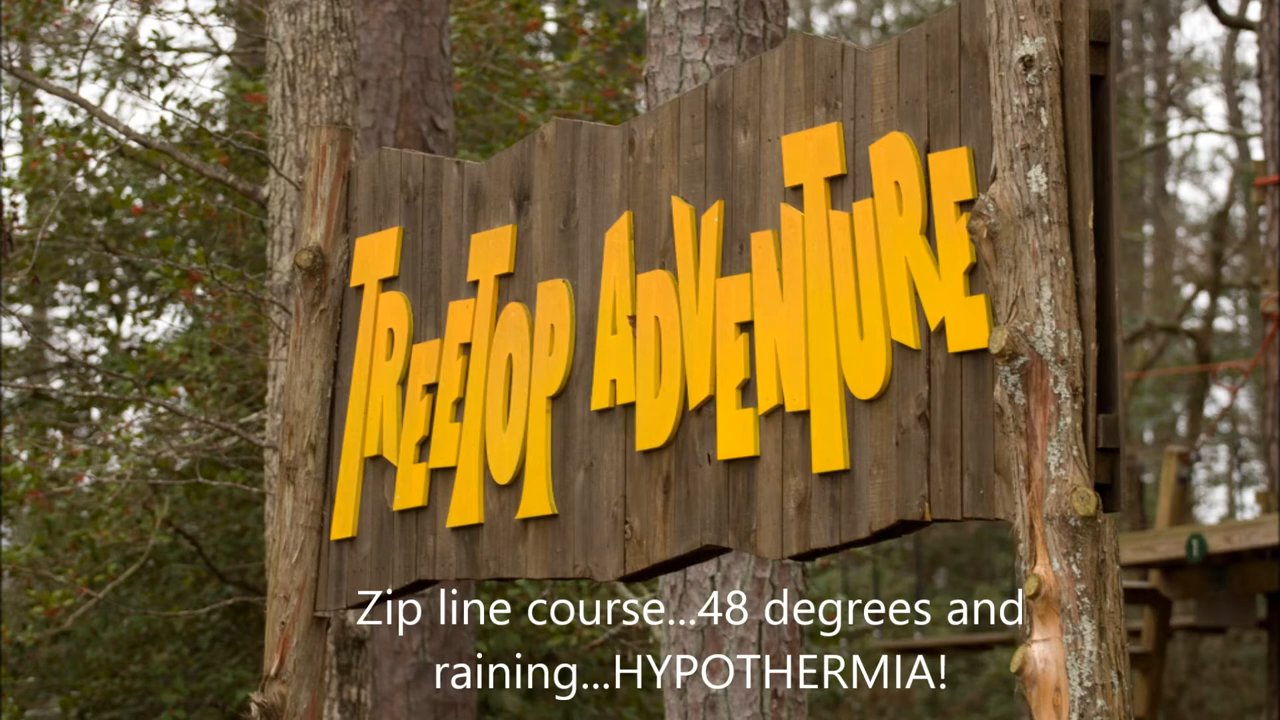 TREETOP ADVENTURE
Zip line course...48 degrees and
raining...HYPOTHERMIA!